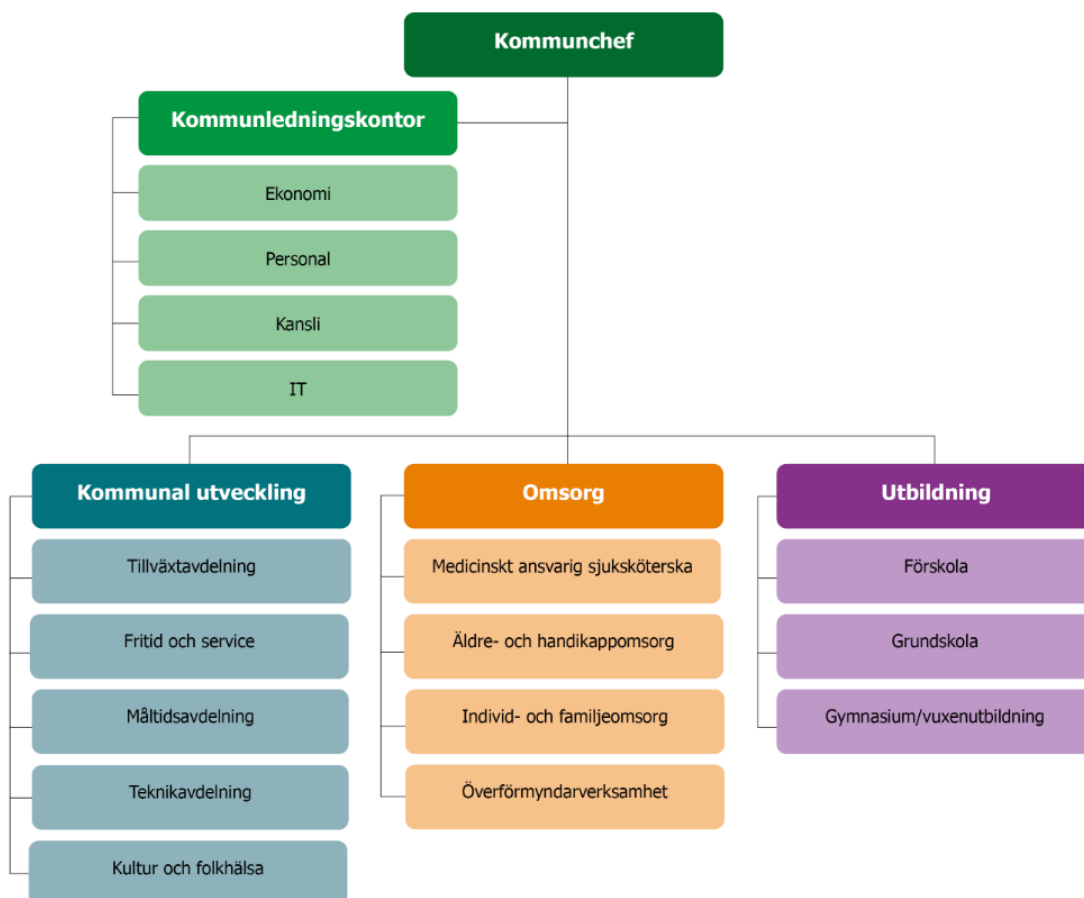 Kommunchef
Kommunledningskontor
Ekonomi
Personal
Kansli
IT
Kommunal utveckling
Tillväxtavdelning
Fritid och service
Måltidsavdelning
Teknikavdelning
Kultur och folkhälsa
Omsorg
Medicinskt ansvarig sjuksköterska
Äldre- och handikappomsorg
Individ- och familjeomsorg
Överförmyndarverksamhet
Utbildning
Förskola
Grundskola
Gymnasium/vuxenutbildning